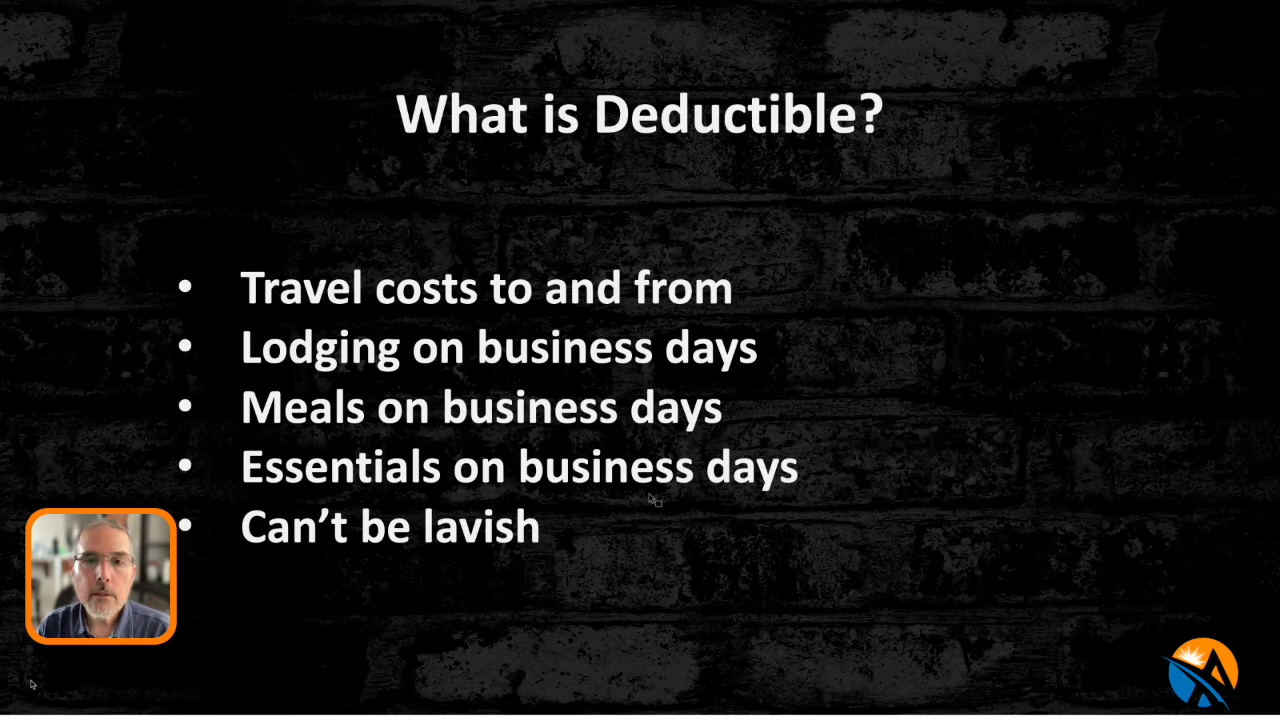 What is Deductible?
• Travel costs to and from
• Lodging on business days
• Meals on business days
• Essentials on business days
• Can’t be lavish